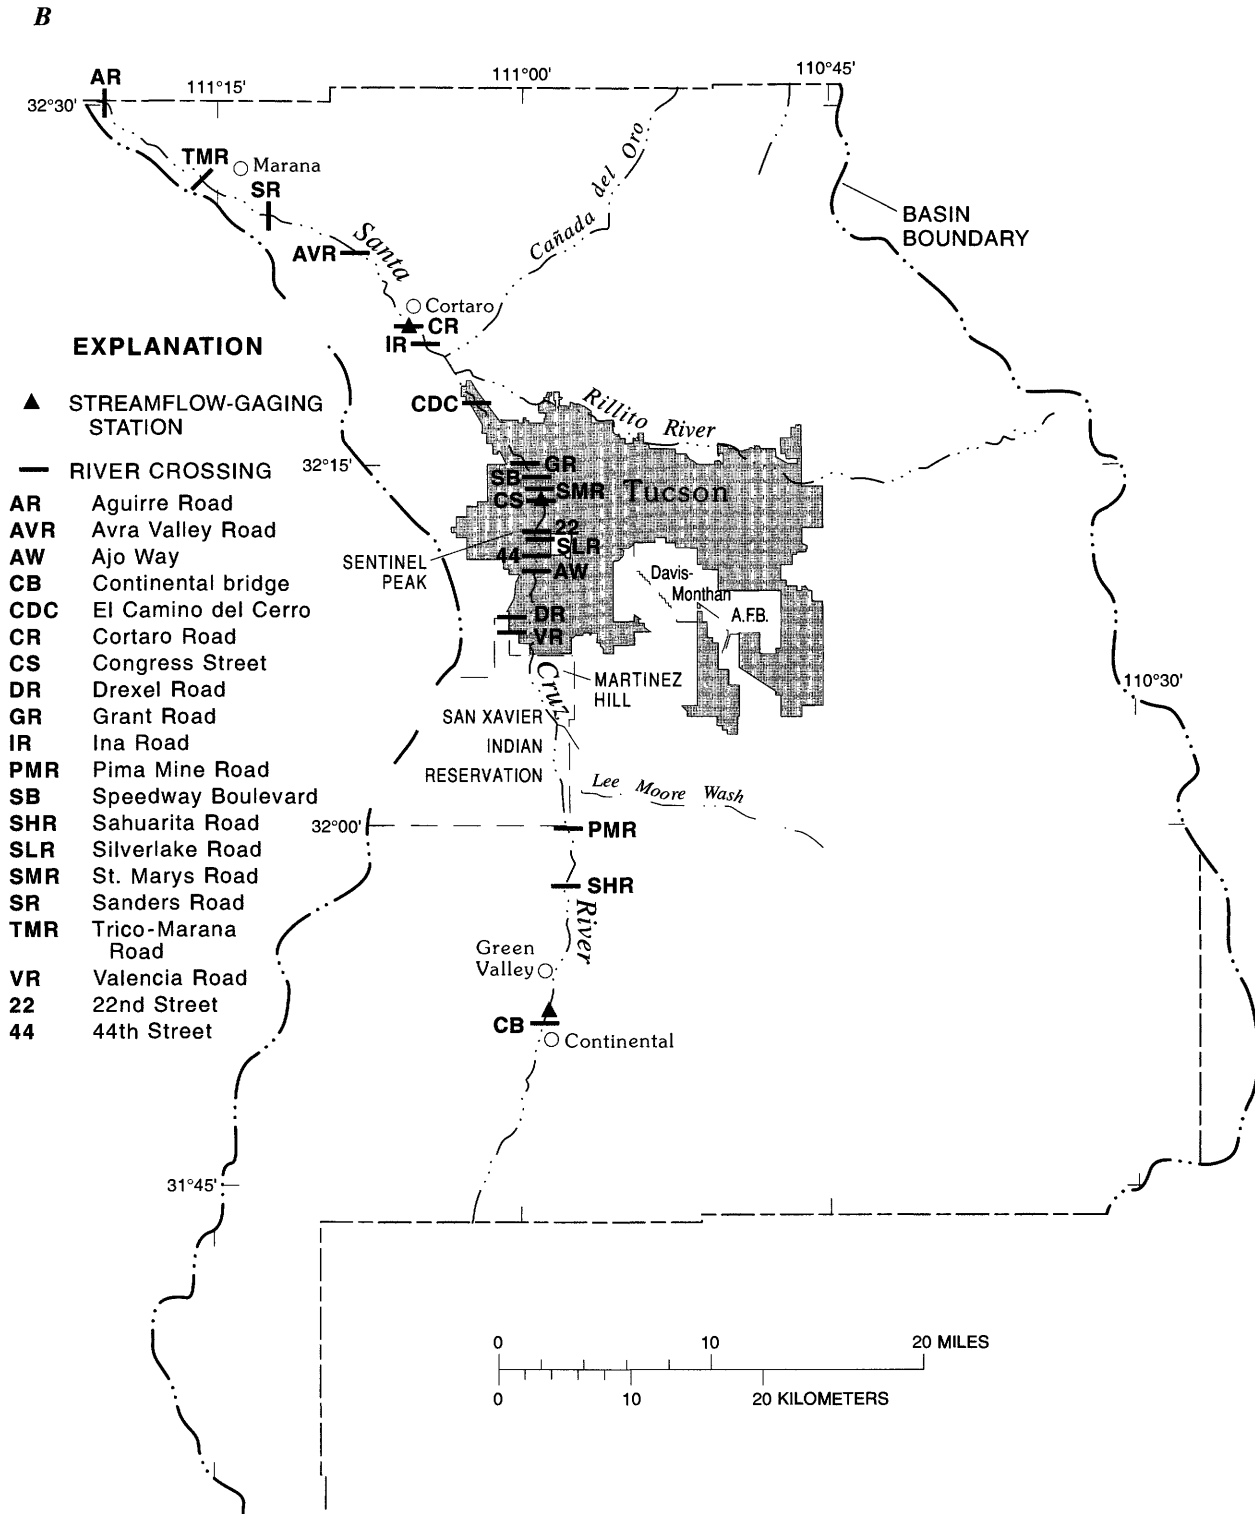 B
AR
111°15'
111°00'
110°45'
32°30'
TMR
Marana
SR
AVR
Santa
Cañada del Oro
BASIN
BOUNDARY
Cortaro
CR
IR
EXPLANATION
STREAMFLOW-GAGING
STATION
RIVER CROSSING
AR Aguirre Road
AVR Avra Valley Road
AW Ajo Way
CB Continental bridge
CDC El Camino del Cerro
CR Cortaro Road
CS Congress Street
DR Drexel Road
GR Grant Road
IR Ina Road
PMR Pima Mine Road
SB Speedway Boulevard
SHR Sahuarita Road
SLR Silverlake Road
SMR St. Marys Road
SR Sanders Road
TMR Trico-Marana
Road
VR Valencia Road
22 22nd Street
44 44th Street
CDC
Rillito River
32°15'
GR
SB
SMR
CS
Tucson
22
SLR
44
AW
SENTINEL
PEAK
Davis-
Monthan
A.F.B.
DR
VR
Cruz
MARTINEZ
HILL
110°30'
SAN XAVIER
INDIAN
RESERVATION
Lee Moore Wash
32°00'
PMR
SHR
River
Green
Valley
CB
Continental
31°45'
0 10 20 MILES
0 10 20 KILOMETERS